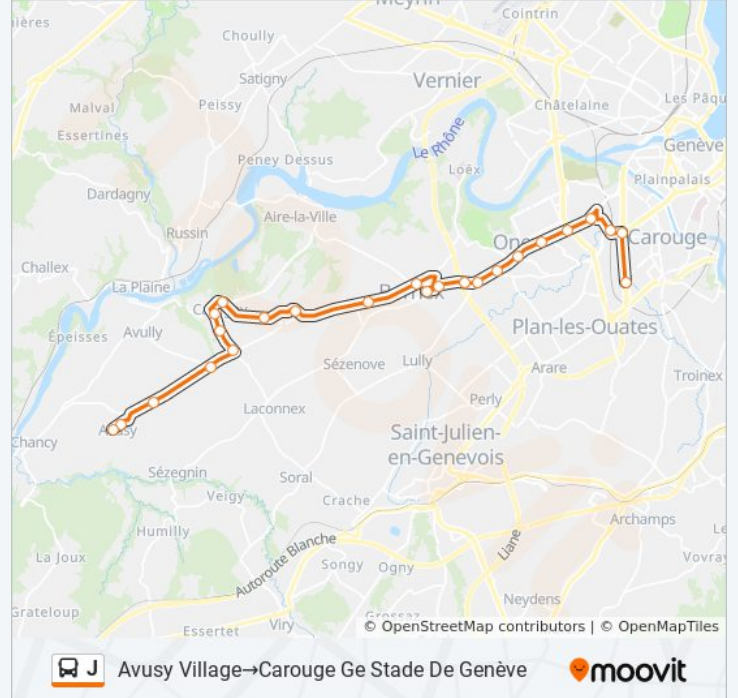 Meyrin
Cointrin
Choully
Satigny
Vernier
Malval
Peissy
Châtelaine
Les Pâqu
Essertines
Le Rhône
Genève
Peney Dessus
Loëx
Plainpalais
Dardagny
Aire-la-Ville
Russin
Carouge
Challex
La Plaine
Plan-les-Ouates
Épeisses
Avully
Sézenove
Lully
Arare
Troinex
Perly
Laconnex
Saint-Julien-
en-Genevois
Chancy
Sézegnin
Soral
Veigy
Crache
Archamps
Humilly
Autoroute Blanche
Liane
La Joux
Songy
Ogny
Vovray
Neydens
Grateloup
Essertet
Viry
© OpenStreetMap contributors | © OpenMapTiles
J Avusy Village→Carouge Ge Stade De Genève
moovit